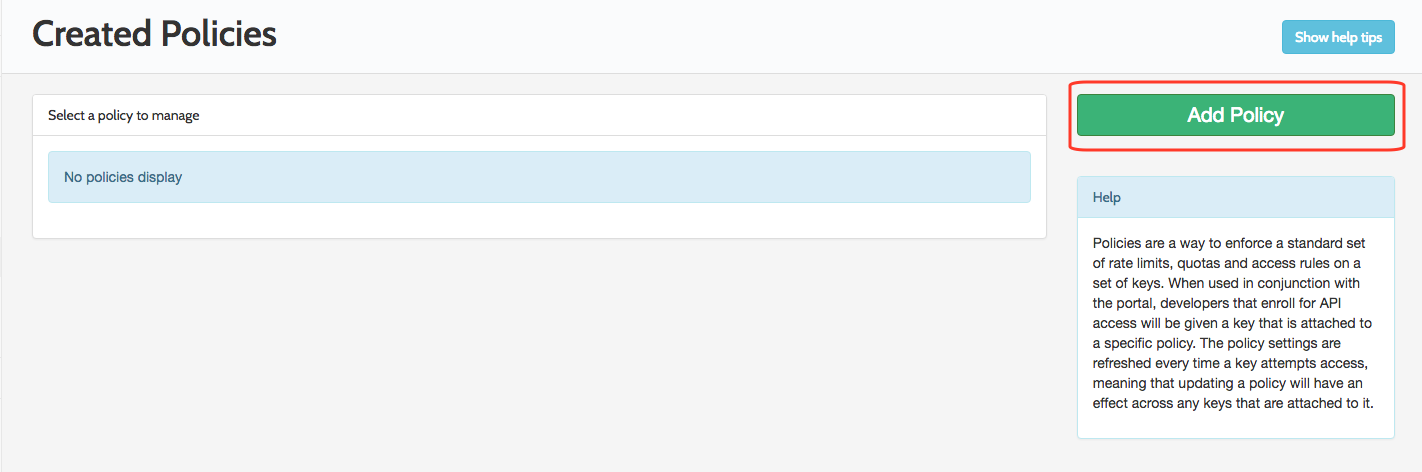 Created Policies
Show help tips
Select a policy to manage
No policies display
Add Policy
Help
Policies are a way to enforce a standard set
of rate limits, quotas and access rules on a
set of keys. When used in conjunction with
the portal, developers that enroll for API
access will be given a key that is attached to
a specific policy. The policy settings are
refreshed every time a key attempts access,
meaning that updating a policy will have an
effect across any keys that are attached to it.